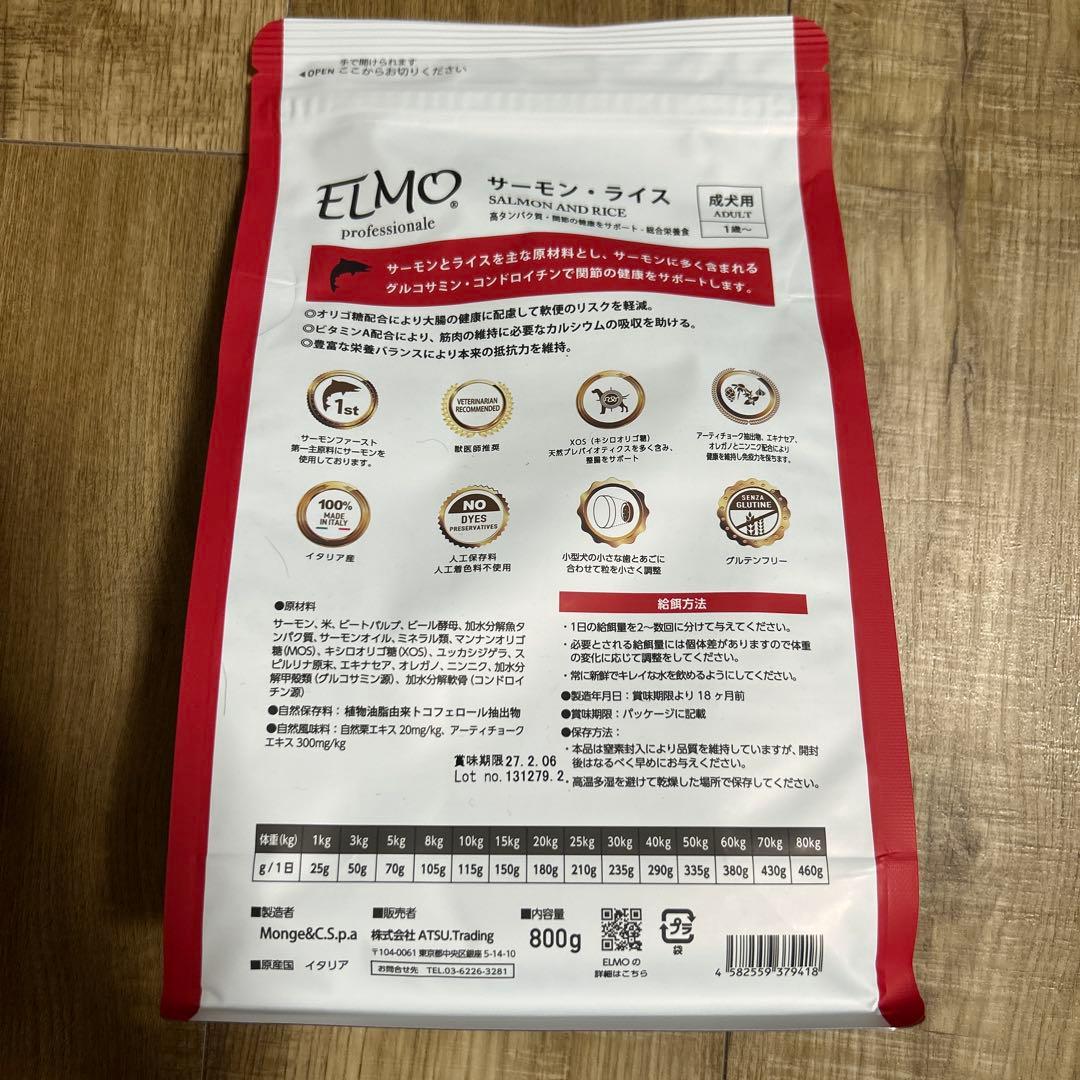 手で開けられます
◀OPEN ここからお切りください
ELMO®
professionale
サーモン・ライス
SALMON AND RICE
高タンパク質・関節の健康をサポート - 総合栄養食
成犬用
ADULT
1歳〜
サーモンとライスを主な原材料とし、サーモンに多く含まれる
グルコサミン・コンドロイチンで関節の健康をサポートします。
◎オリゴ糖配合により大腸の健康に配慮して軟便のリスクを軽減。
◎ビタミンA配合により、筋肉の維持に必要なカルシウムの吸収を助ける。
◎豊富な栄養バランスにより本来の抵抗力を維持。
1st
サーモンファースト
第一主原料にサーモンを
使用しております。
VETERINARIAN
RECOMMENDED
獣医師推奨
XOS（キシロオリゴ糖）
天然プレバイオティクスを多く含み、
整腸をサポート
アーティチョーク抽出物、エキナセア、
オレガノとニンニク配合により
健康を維持し免疫力を保ちます。
100%
MADE
IN ITALY
イタリア産
NO
DYES
PRESERVATIVES
人工保存料
人工着色料不使用
小型犬の小さな歯とあごに
合わせて粒を小さく調整
SENZA
GLUTINE
グルテンフリー
●原材料
サーモン、米、ビートパルプ、ビール酵母、加水分解魚タ
ンパク質、サーモンオイル、ミネラル類、マンナンオリゴ
糖(MOS)、キシロオリゴ糖(XOS)、ユッカシジゲラ、ス
ピルリナ原末、エキナセア、オレガノ、ニンニク、加水分
解甲殻類（グルコサミン源）、加水分解軟骨（コンドロイ
チン源）
●自然保存料：植物油脂由来トコフェロール抽出物
●自然風味料：自然栗エキス 20mg/kg、アーティチョーク
エキス 300mg/kg
賞味期限27.2.06
Lot no.131279.2.
給餌方法
・1日の給餌量を2〜数回に分けて与えてください。
・必要とされる給餌量には個体差がありますので体重
の変化に応じて調整をしてください。
・常に新鮮でキレイな水を飲めるようにしてください。
●製造年月日：賞味期限より 18 ヶ月前
●賞味期限：パッケージに記載
●保存方法：
・本品は窒素封入により品質を維持していますが、開封
後はなるべく早めにお与えください。
・高温多湿を避けて乾燥した場所で保存してください。
体重(kg) 1kg 3kg 5kg 8kg 10kg 15kg 20kg 25kg 30kg 40kg 50kg 60kg 70kg 80kg
g/1日 25g 50g 70g 105g 115g 150g 180g 210g 235g 290g 335g 380g 430g 460g
■製造者
Monge&C.S.p.a
■原産国 イタリア
■販売者
株式会社 ATSU.Trading
〒104-0061 東京都中央区銀座 5-14-10
お問合せ先 TEL.03-6226-3281
■内容量
800g
ELMO の
詳細はこちら
プラ
袋
4 582559 379418